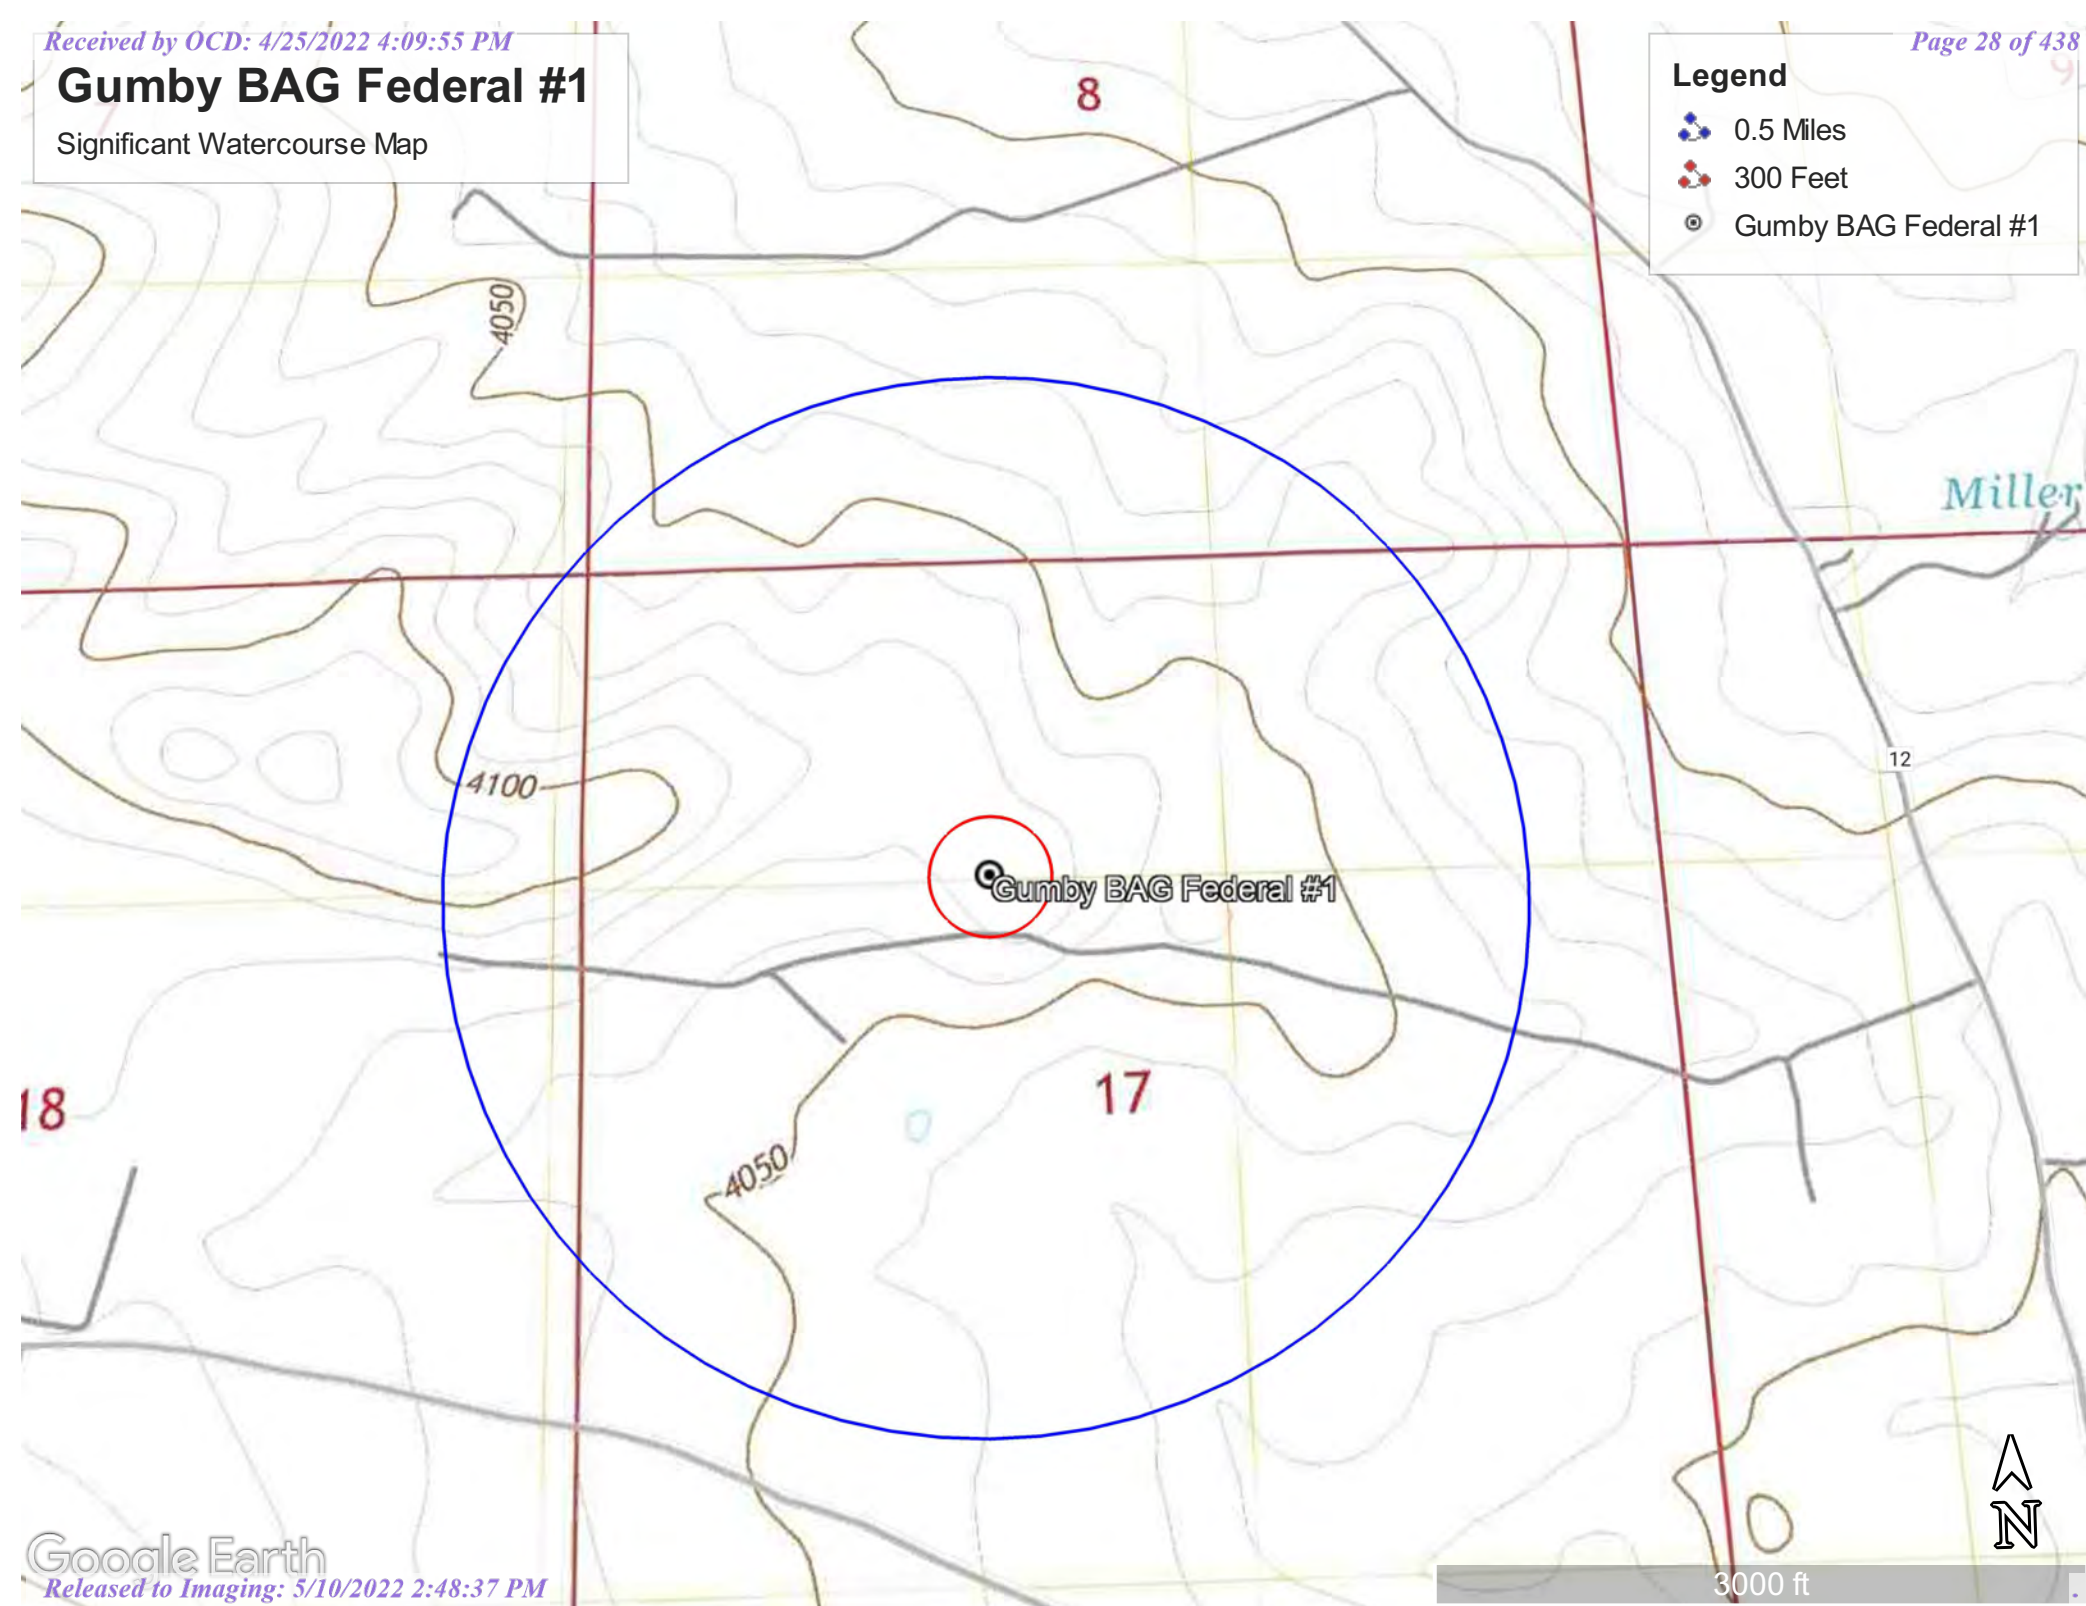 Received by OCD: 4/25/2022 4:09:55 PM
Page 28 of 438
Gumby BAG Federal #1
Significant Watercourse Map
Legend
0.5 Miles
300 Feet
Gumby BAG Federal #1
7
8
9
4050
Miller
12
4100
Gumby BAG Federal #1
18
17
4050
N
Google Earth
3000 ft
Released to Imaging: 5/10/2022 2:48:37 PM